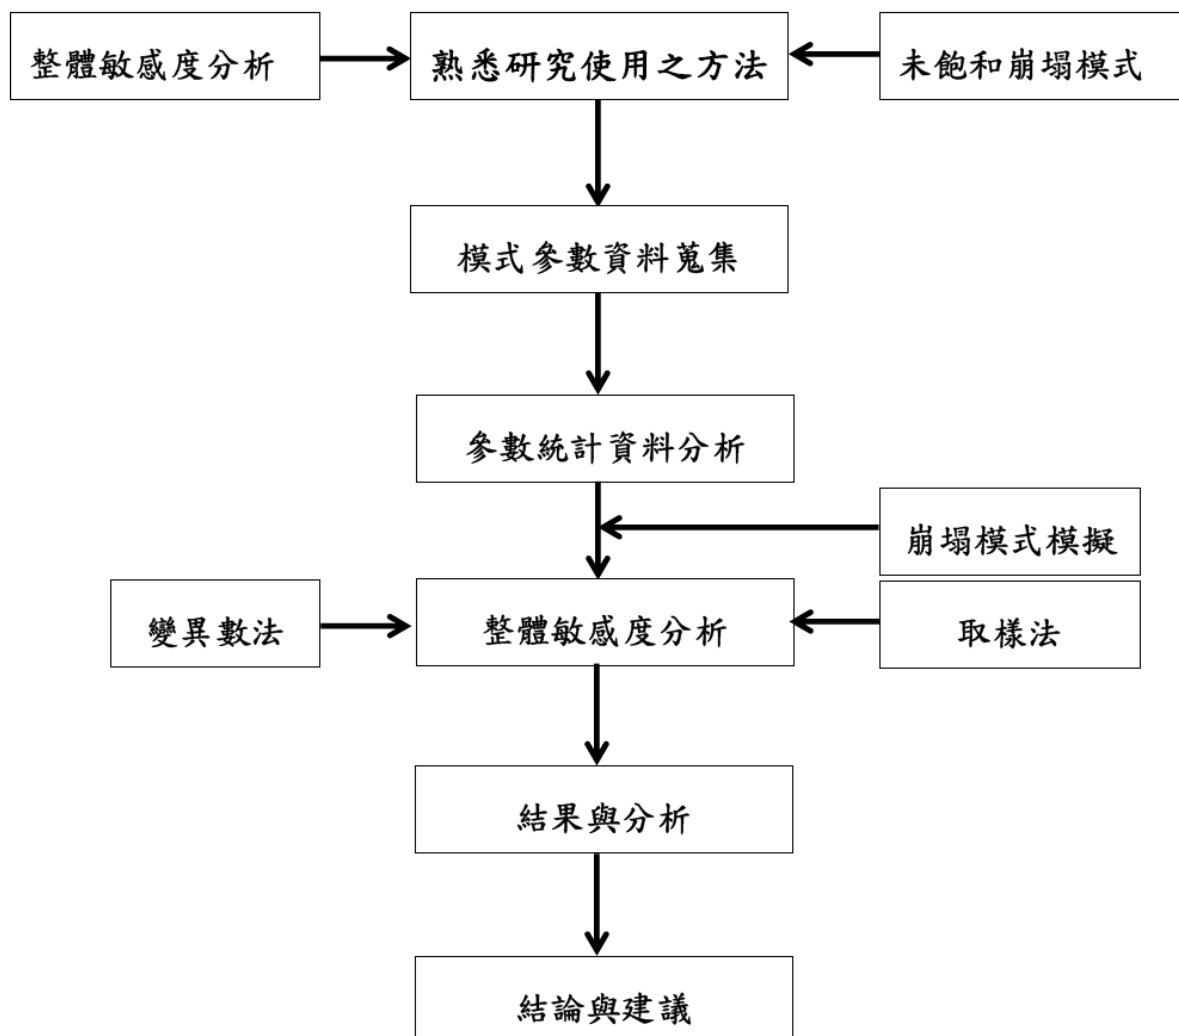 整體敏感度分析
熟悉研究使用之方法
未飽和崩塌模式
模式參數資料蒐集
參數統計資料分析
崩塌模式模擬
變異數法
整體敏感度分析
取樣法
結果與分析
結論與建議